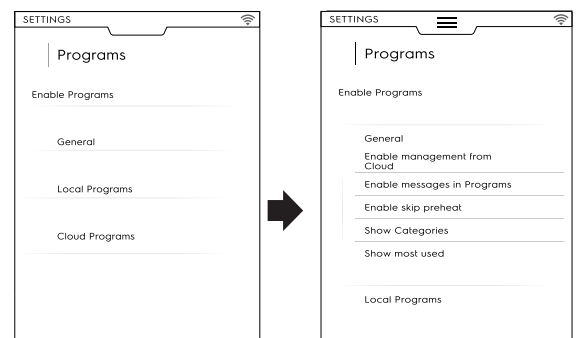 SETTINGS
Programs
Enable Programs
General
Local Programs
Cloud Programs
SETTINGS
Programs
Enable Programs
General
Enable management from
Cloud
Enable messages in Programs
Enable skip preheat
Show Categories
Show most used
Local Programs